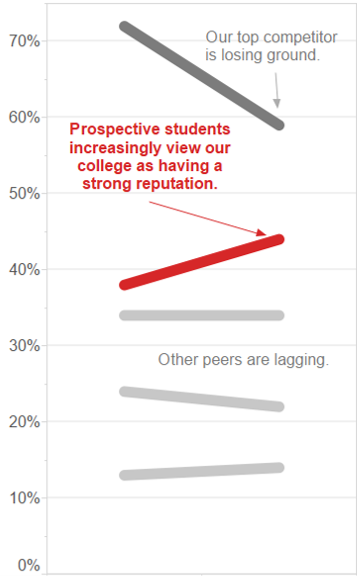 70%
Our top competitor
is losing ground.
60%
Prospective students
increasingly view our
college as having a
strong reputation.
50%
40%
30%
Other peers are lagging.
20%
10%
0%